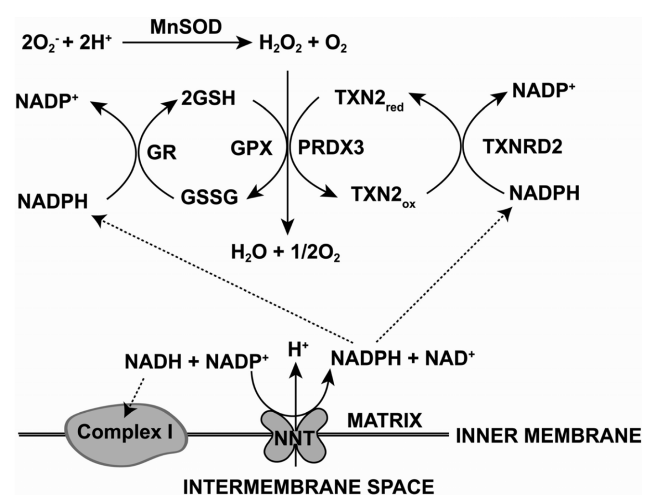 MnSOD
2O₂⁻ + 2H⁺ H₂O₂ + O₂
NADP⁺ 2GSH TXN2red NADP⁺
GR GPX PRDX3 TXNRD2
NADPH GSSG TXN2ox NADPH
H₂O + 1/2O₂
NADH + NADP⁺ H⁺ NADPH + NAD⁺
MATRIX
Complex I NNT INNER MEMBRANE
INTERMEMBRANE SPACE